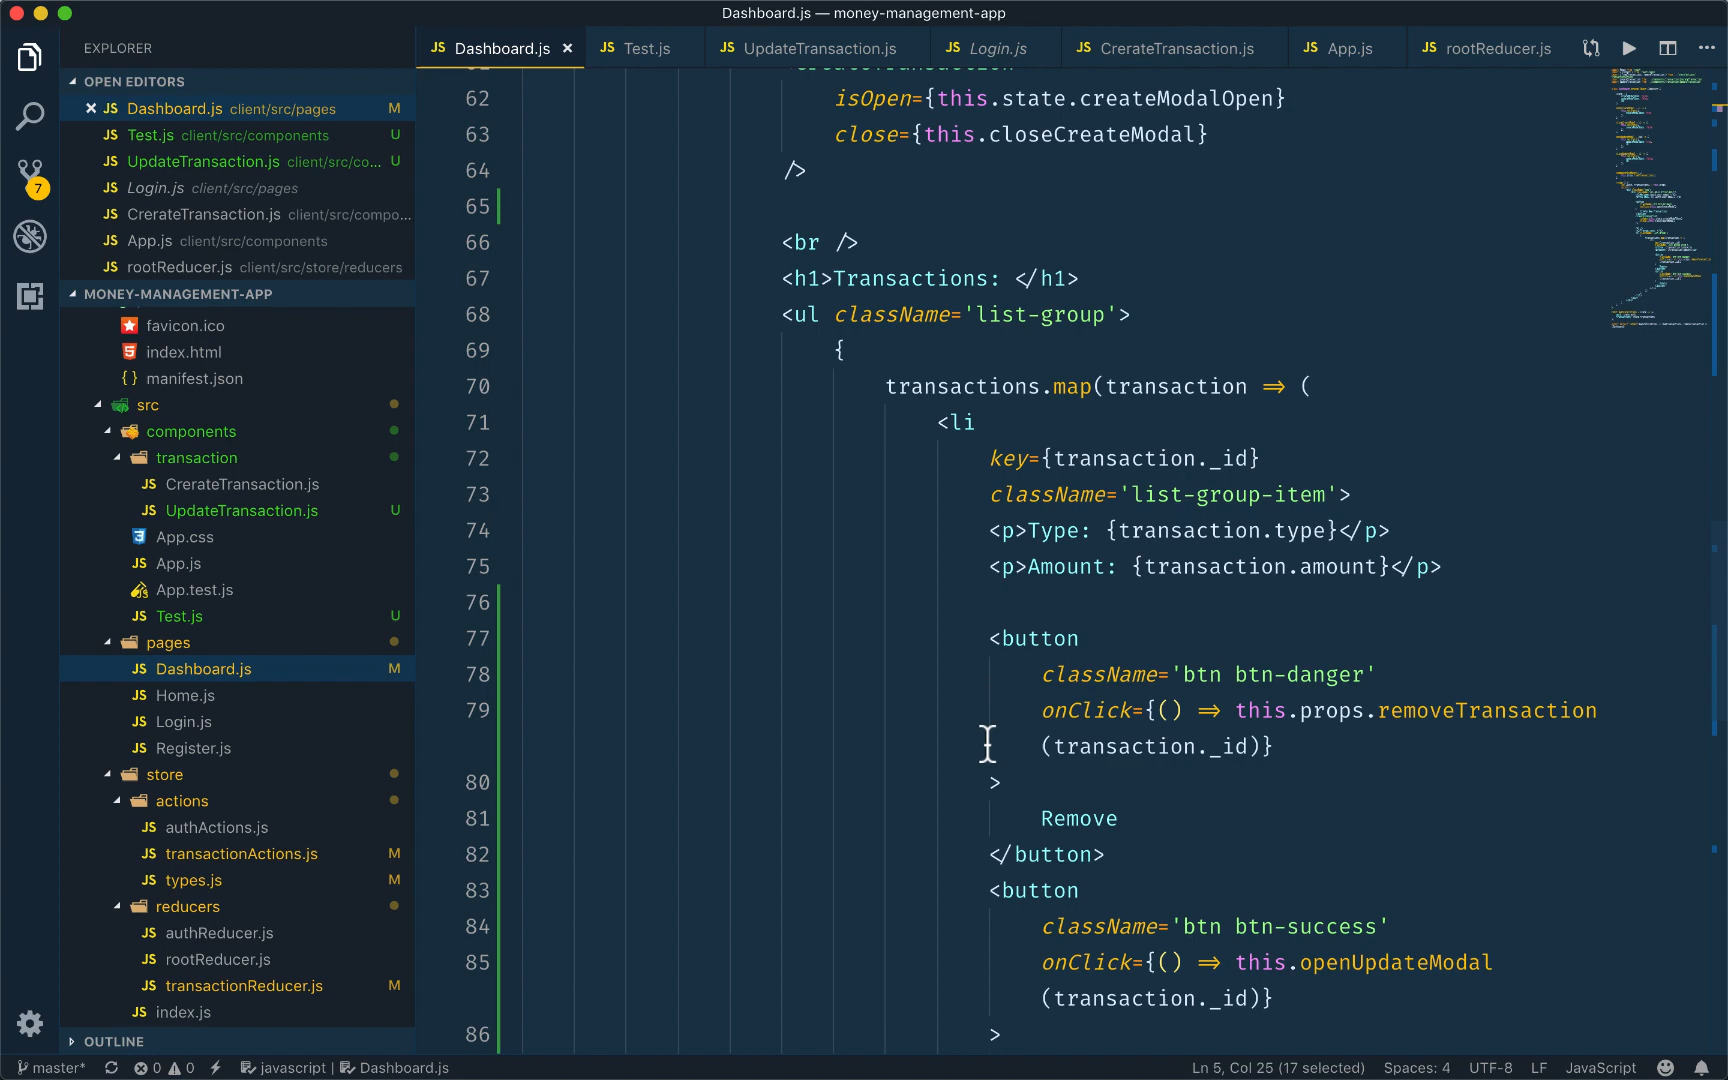 Dashboard.js — money-management-app
EXPLORER
JS Dashboard.js ×
JS Test.js
JS UpdateTransaction.js
JS Login.js
JS CrerateTransaction.js
JS App.js
JS rootReducer.js
OPEN EDITORS
× JS Dashboard.js client/src/pages M
JS Test.js client/src/components U
JS UpdateTransaction.js client/src/co... U
JS Login.js client/src/pages
JS CrerateTransaction.js client/src/compo...
JS App.js client/src/components
JS rootReducer.js client/src/store/reducers
7
MONEY-MANAGEMENT-APP
favicon.ico
index.html
{ } manifest.json
src
components
transaction
JS CrerateTransaction.js
JS UpdateTransaction.js U
App.css
JS App.js
App.test.js
JS Test.js U
pages
JS Dashboard.js M
JS Home.js
JS Login.js
JS Register.js
store
actions
JS authActions.js
JS transactionActions.js M
JS types.js M
reducers
JS authReducer.js
JS rootReducer.js
JS transactionReducer.js M
JS index.js
OUTLINE
62 isOpen={this.state.createModalOpen}
63 close={this.closeCreateModal}
64 />
65
66 <br />
67 <h1>Transactions: </h1>
68 <ul className='list-group'>
69 {
70 transactions.map(transaction => (
71 <li
72 key={transaction._id}
73 className='list-group-item'>
74 <p>Type: {transaction.type}</p>
75 <p>Amount: {transaction.amount}</p>
76
77 <button
78 className='btn btn-danger'
79 onClick={() => this.props.removeTransaction
(transaction._id)}
80 >
81 Remove
82 </button>
83 <button
84 className='btn btn-success'
85 onClick={() => this.openUpdateModal
(transaction._id)}
86 >
master* 0 0 javascript | Dashboard.js Ln 5, Col 25 (17 selected) Spaces: 4 UTF-8 LF JavaScript